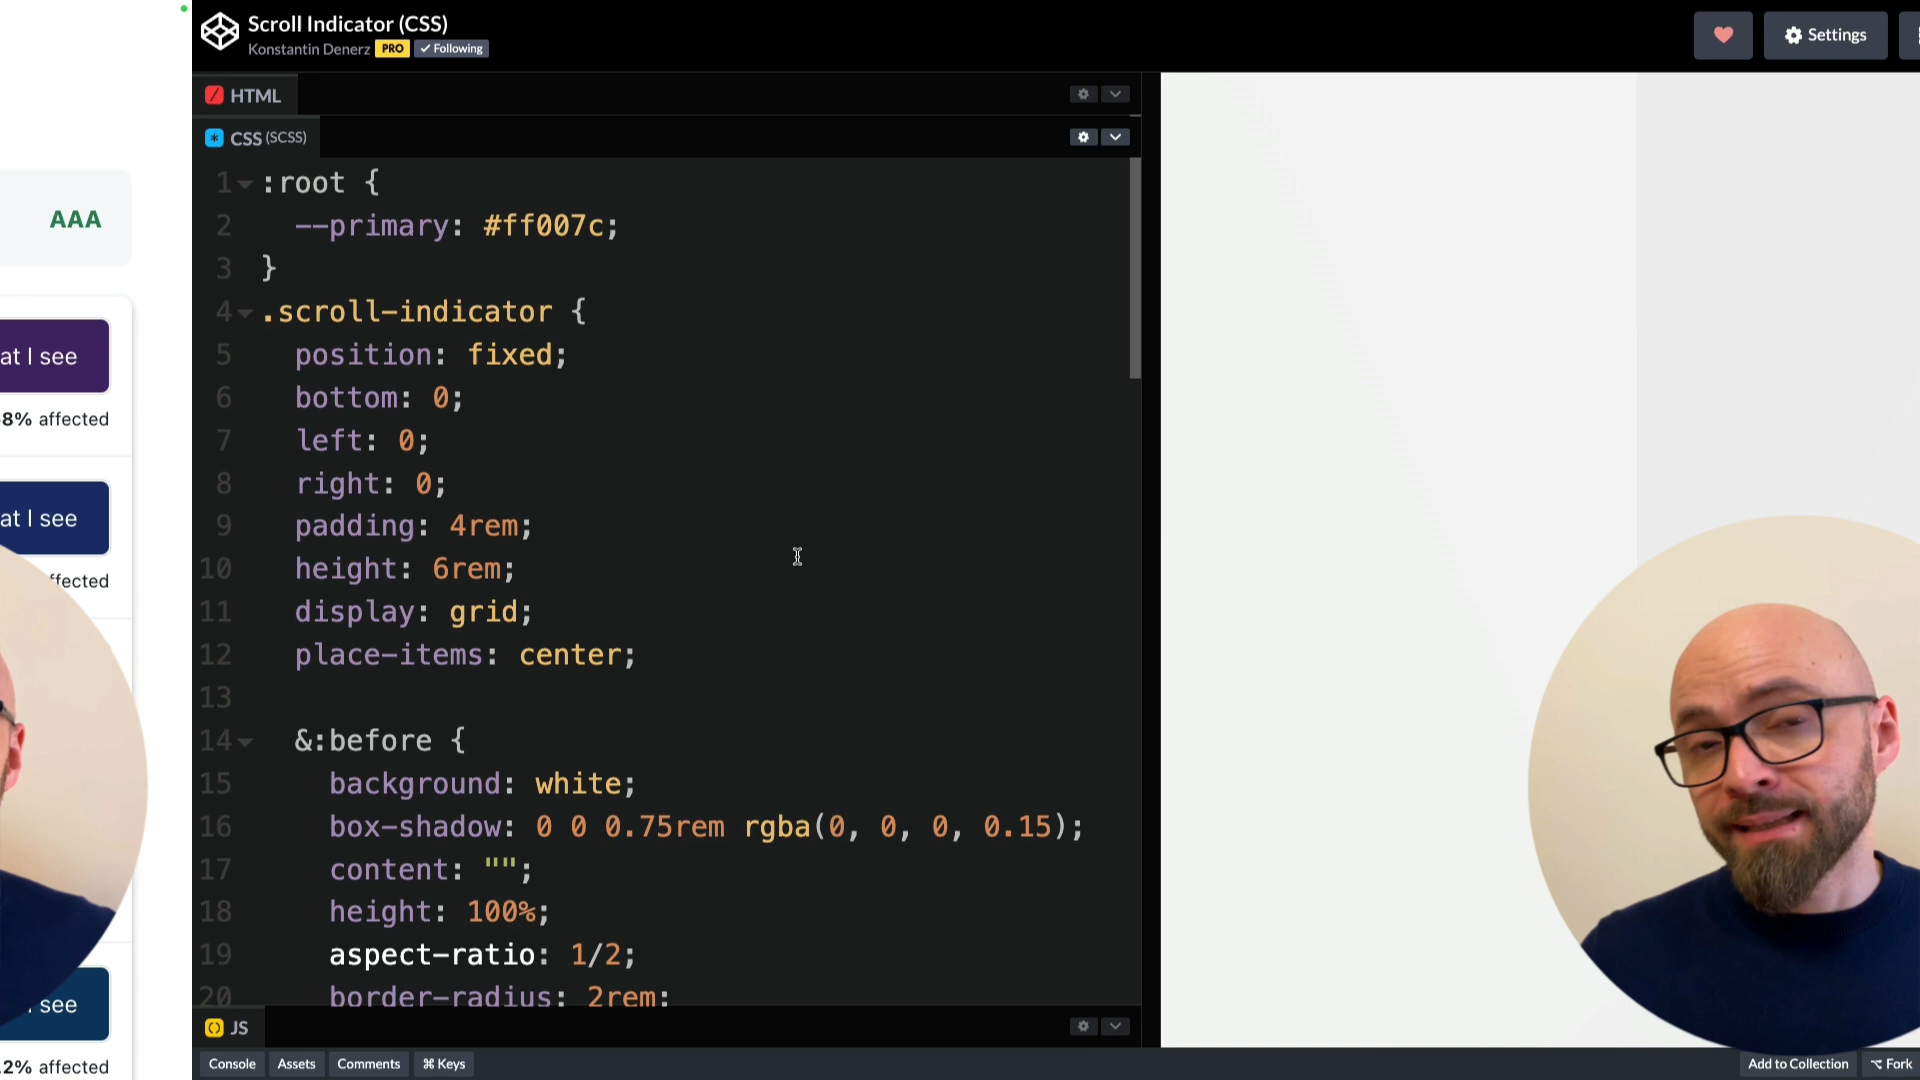 Scroll Indicator (CSS)
Konstantin Denerz PRO ✓ Following
Settings
HTML
CSS (SCSS)
1 :root {
2 --primary: #ff007c;
3 }
4 .scroll-indicator {
5 position: fixed;
6 bottom: 0;
7 left: 0;
8 right: 0;
9 padding: 4rem;
10 height: 6rem;
11 display: grid;
12 place-items: center;
13
14 &:before {
15 background: white;
16 box-shadow: 0 0 0.75rem rgba(0, 0, 0, 0.15);
17 content: "";
18 height: 100%;
19 aspect-ratio: 1/2;
20 border-radius: 2rem;
JS
Console Assets Comments ⌘ Keys
Add to Collection Fork
AAA
at I see
8% affected
at I see
ffected
see
.2% affected